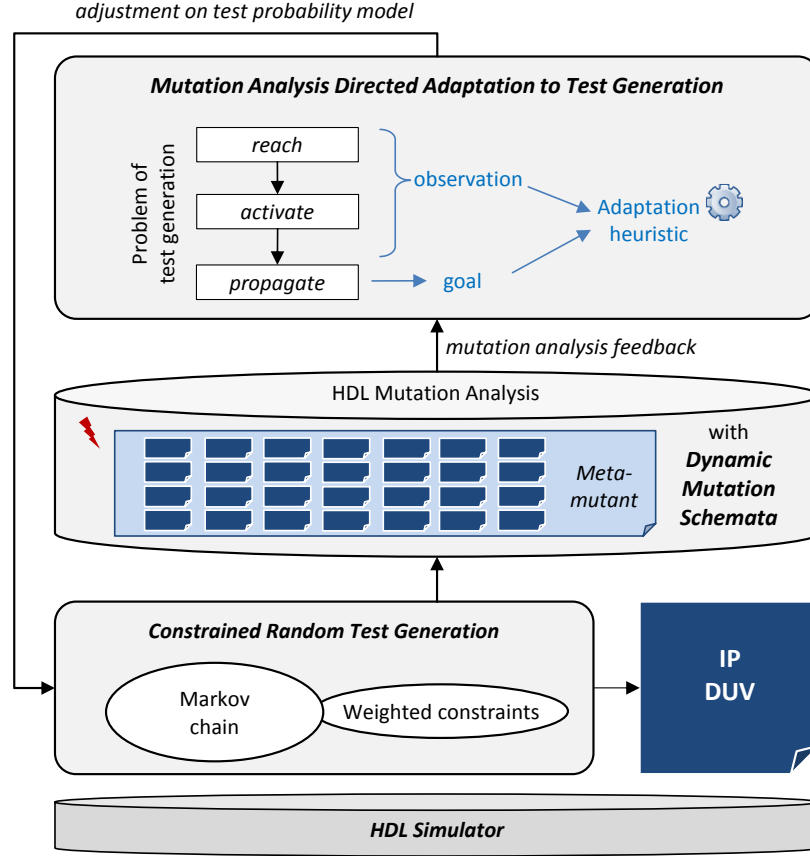 adjustment on test probability model
Mutation Analysis Directed Adaptation to Test Generation
Problem of
test generation
reach
activate
propagate
observation
goal
Adaptation
heuristic
mutation analysis feedback
HDL Mutation Analysis
Meta-
mutant
with
Dynamic
Mutation
Schemata
Constrained Random Test Generation
Markov
chain
Weighted constraints
IP
DUV
HDL Simulator